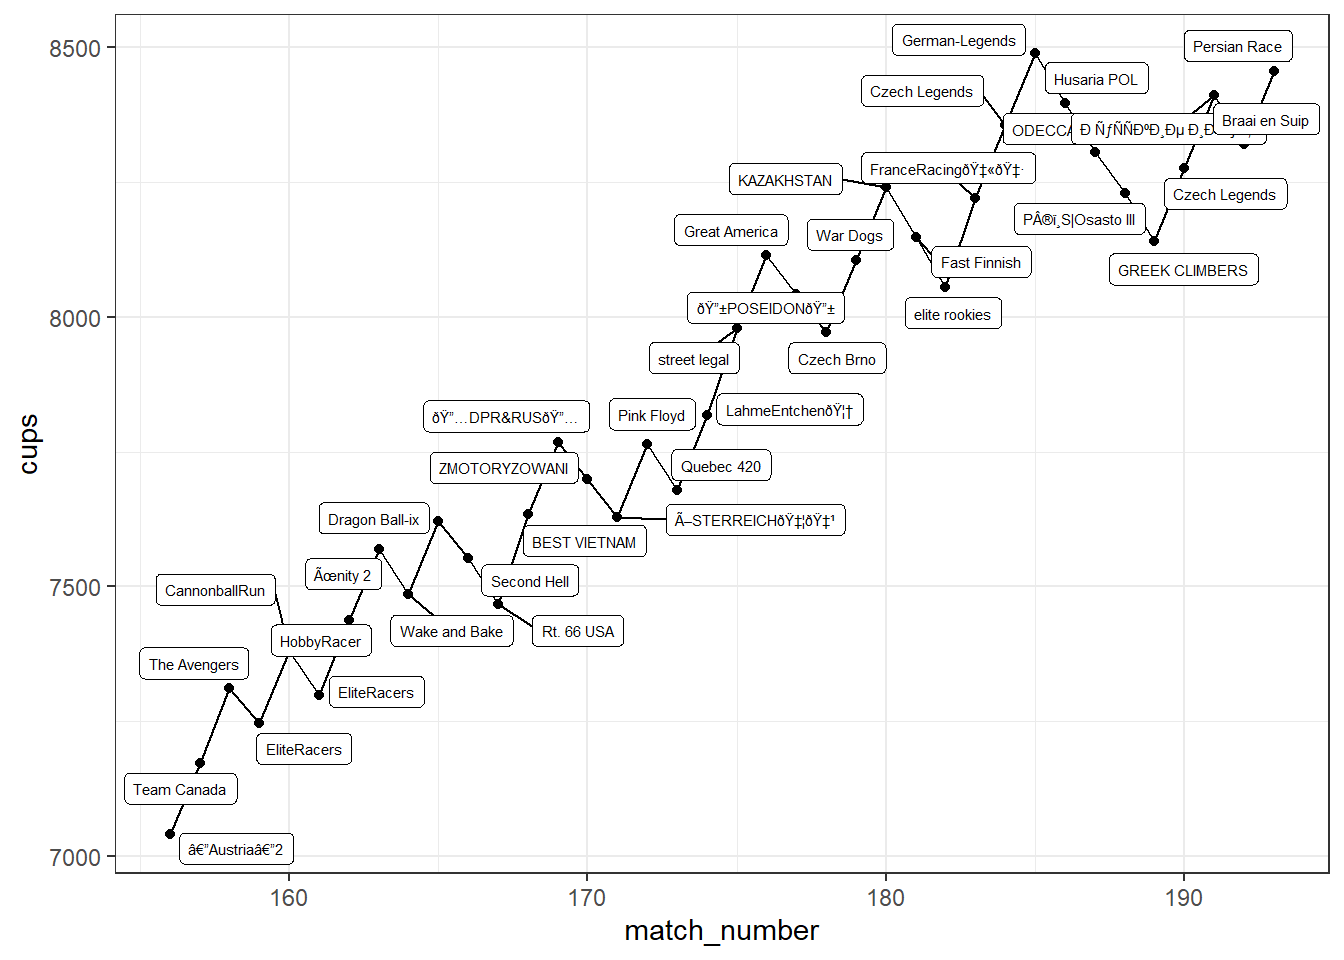 8500
8000
7500
7000
cups
160
170
180
190
match_number
German-Legends
Persian Race
Husaria POL
Czech Legends
Braai en Suip
ODECCA
FranceRacingðŸ‡«ðŸ‡·
KAZAKHSTAN
Czech Legends
PÂ®ï¸S|Osasto III
Great America
War Dogs
Fast Finnish
GREEK CLIMBERS
ðŸ”±POSEIDONðŸ”±
elite rookies
street legal
Czech Brno
LahmeEntchenðŸ¦†
Pink Floyd
ðŸ”…DPR&RUSðŸ”…
ZMOTORYZOWANI
Quebec 420
Dragon Ball-ix
Ã–STERREICHðŸ‡¦ðŸ‡¹
BEST VIETNAM
Ãœnity 2
Second Hell
CannonballRun
Wake and Bake
Rt. 66 USA
HobbyRacer
The Avengers
EliteRacers
EliteRacers
Team Canada
â€”Austriaâ€”2